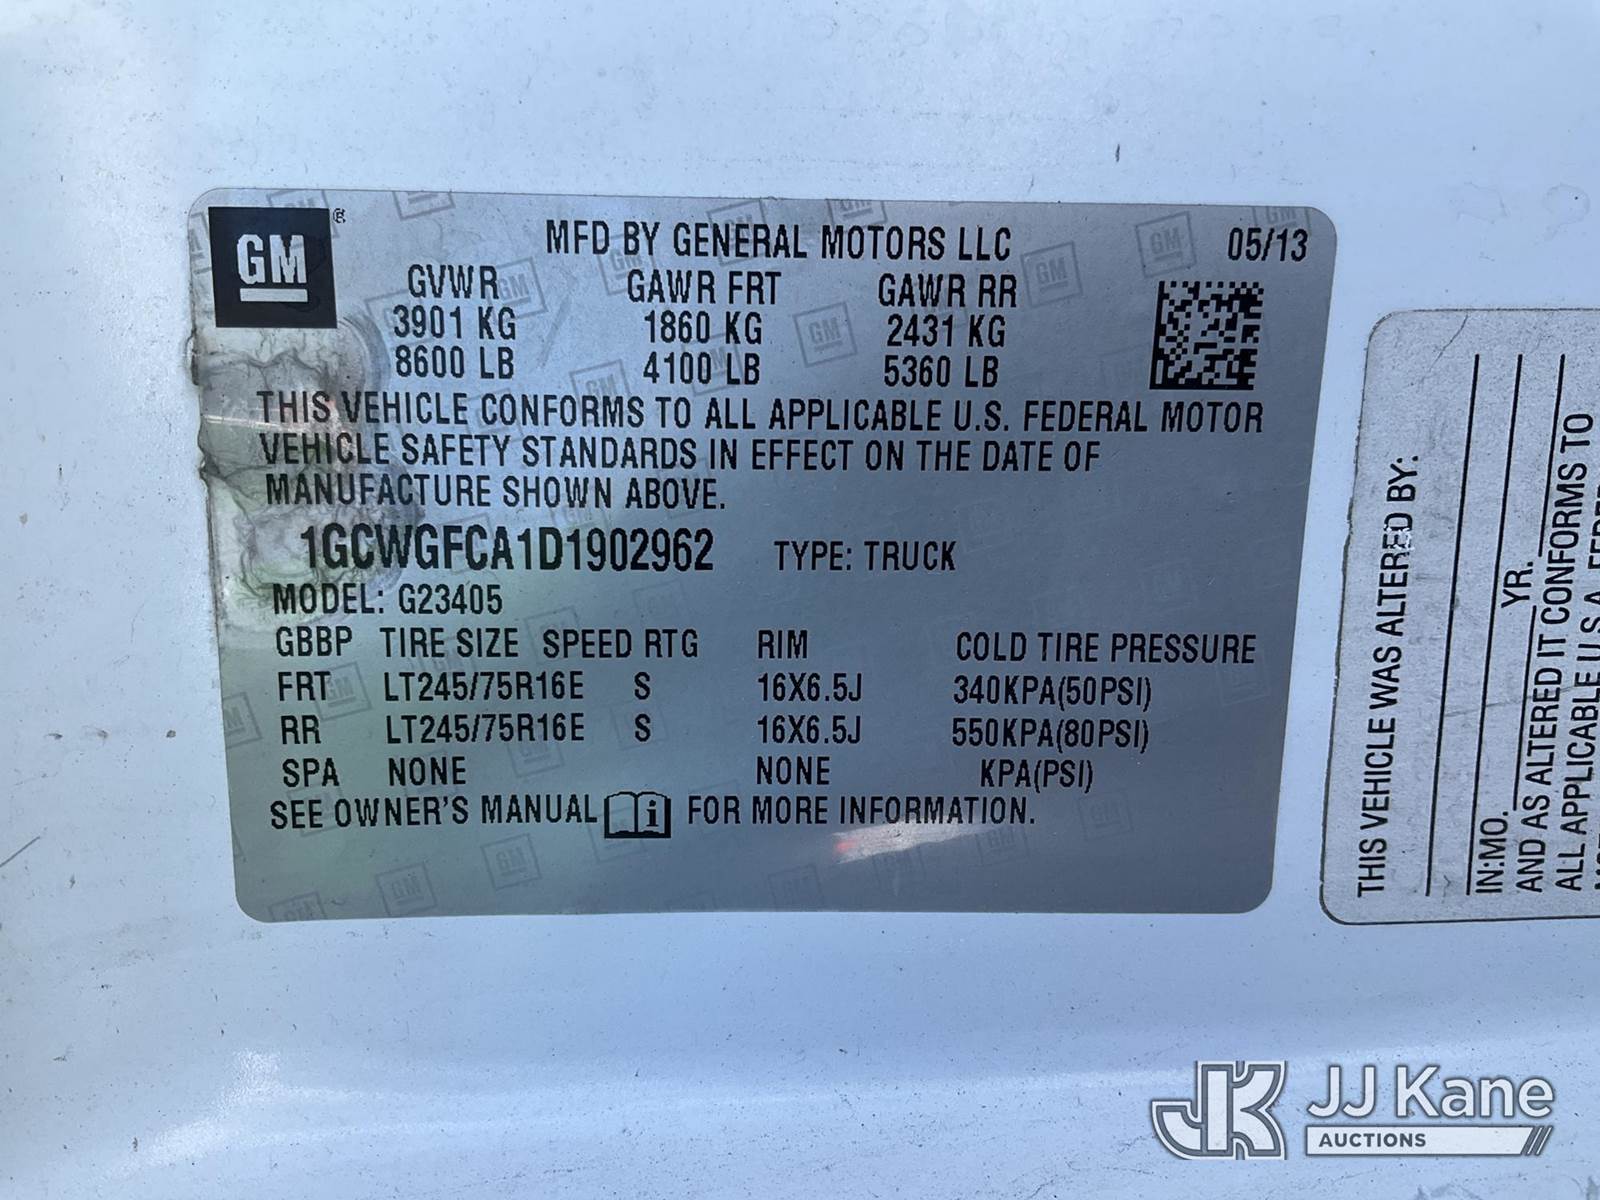 GM ®
MFD BY GENERAL MOTORS LLC 05/13
GVWR GAWR FRT GAWR RR
3901 KG 1860 KG 2431 KG
8600 LB 4100 LB 5360 LB
THIS VEHICLE CONFORMS TO ALL APPLICABLE U.S. FEDERAL MOTOR
VEHICLE SAFETY STANDARDS IN EFFECT ON THE DATE OF
MANUFACTURE SHOWN ABOVE.
1GCWGFCA1D1902962 TYPE: TRUCK
MODEL: G23405
GBBP TIRE SIZE SPEED RTG RIM COLD TIRE PRESSURE
FRT LT245/75R16E S 16X6.5J 340KPA(50PSI)
RR LT245/75R16E S 16X6.5J 550KPA(80PSI)
SPA NONE NONE KPA(PSI)
SEE OWNER'S MANUAL i FOR MORE INFORMATION.
THIS VEHICLE WAS ALTERED BY:
IN:MO. YR.
AND AS ALTERED IT CONFORMS TO
ALL APPLICABLE U.S.A.
JK JJ Kane
AUCTIONS